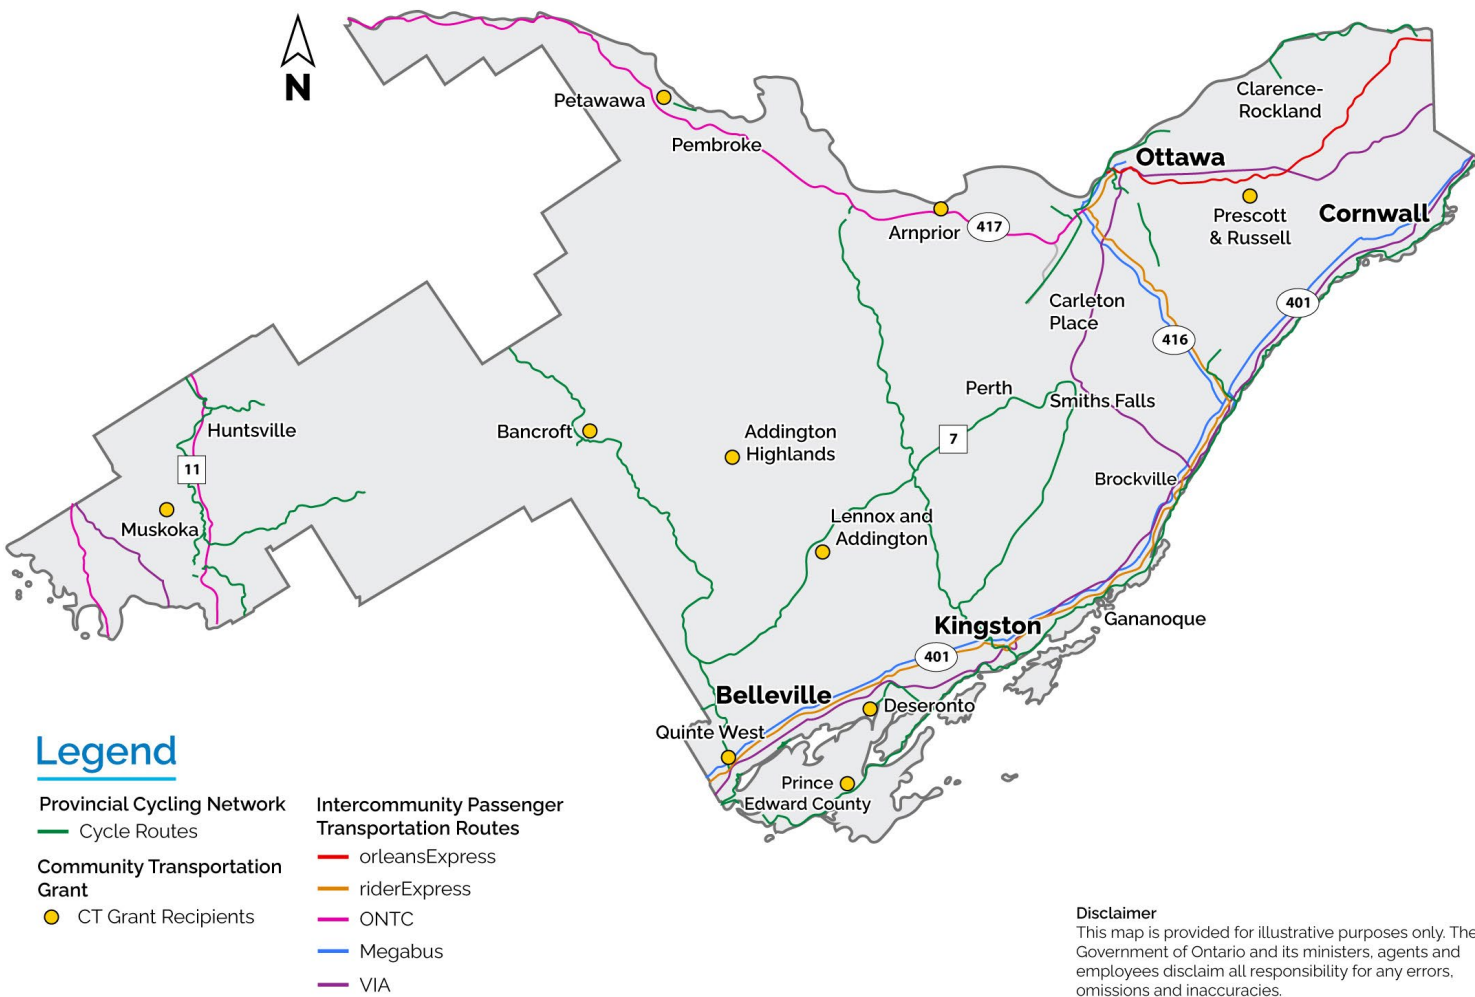 N
Petawawa
Pembroke
Clarence-
Rockland
Ottawa
Prescott
& Russell
Cornwall
Arnprior
417
Carleton
Place
401
416
Perth
Smiths Falls
Huntsville
Bancroft
Addington
Highlands
7
11
Brockville
Muskoka
Lennox and
Addington
Kingston
Gananoque
401
Belleville
Deseronto
Quinte West
Prince
Edward County
Legend
Provincial Cycling Network
Cycle Routes
Community Transportation
Grant
CT Grant Recipients
Intercommunity Passenger
Transportation Routes
orleansExpress
riderExpress
ONTC
Megabus
VIA
Disclaimer
This map is provided for illustrative purposes only. The
Government of Ontario and its ministers, agents and
employees disclaim all responsibility for any errors,
omissions and inaccuracies.